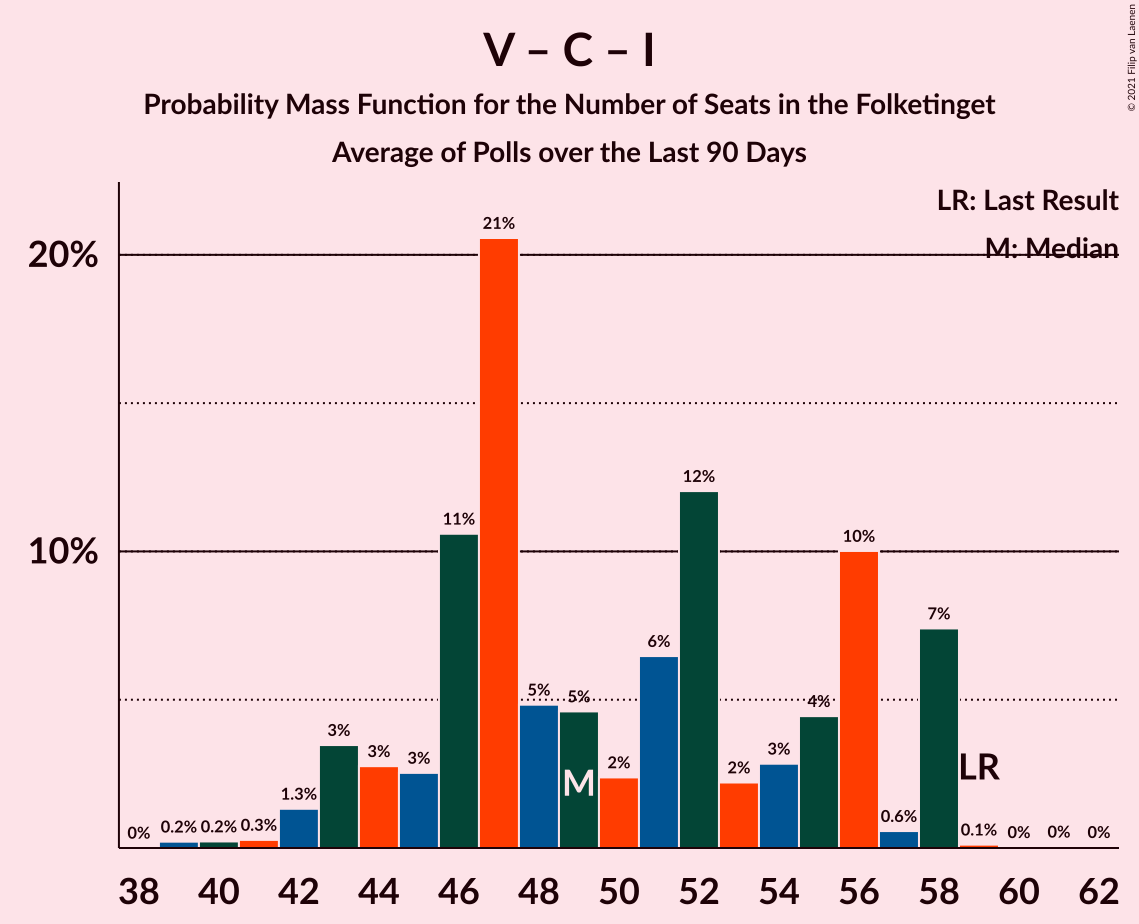 V – C – I
Probability Mass Function for the Number of Seats in the Folketinget
Average of Polls over the Last 90 Days
© 2021 Filip van Laenen
LR: Last Result
M: Median
20%
10%
0% 0.2% 0.2% 0.3% 1.3% 3% 3% 3% 11% 21% 5% 5% 2% 6% 12% 2% 3% 4% 10% 0.6% 7% 0.1% 0% 0% 0%
M
LR
38 40 42 44 46 48 50 52 54 56 58 60 62